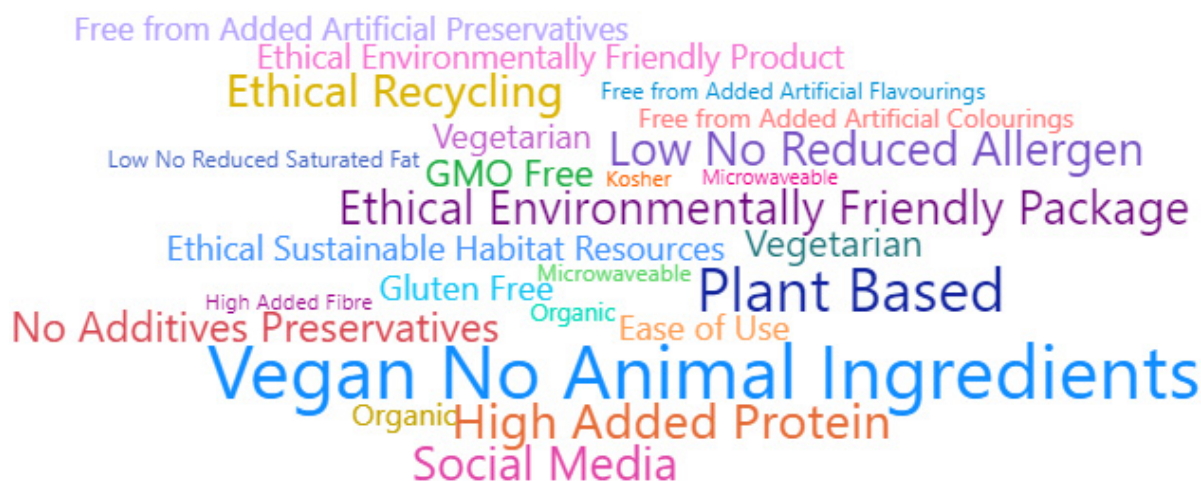 Free from Added Artificial Preservatives
Ethical Environmentally Friendly Product
Ethical Recycling
Free from Added Artificial Flavourings
Free from Added Artificial Colourings
Vegetarian
Low No Reduced Allergen
Low No Reduced Saturated Fat
GMO Free
Kosher
Microwaveable
Ethical Environmentally Friendly Package
Ethical Sustainable Habitat Resources
Vegetarian
Microwaveable
Plant Based
Gluten Free
High Added Fibre
Organic
No Additives Preservatives
Ease of Use
Vegan No Animal Ingredients
Organic
High Added Protein
Social Media